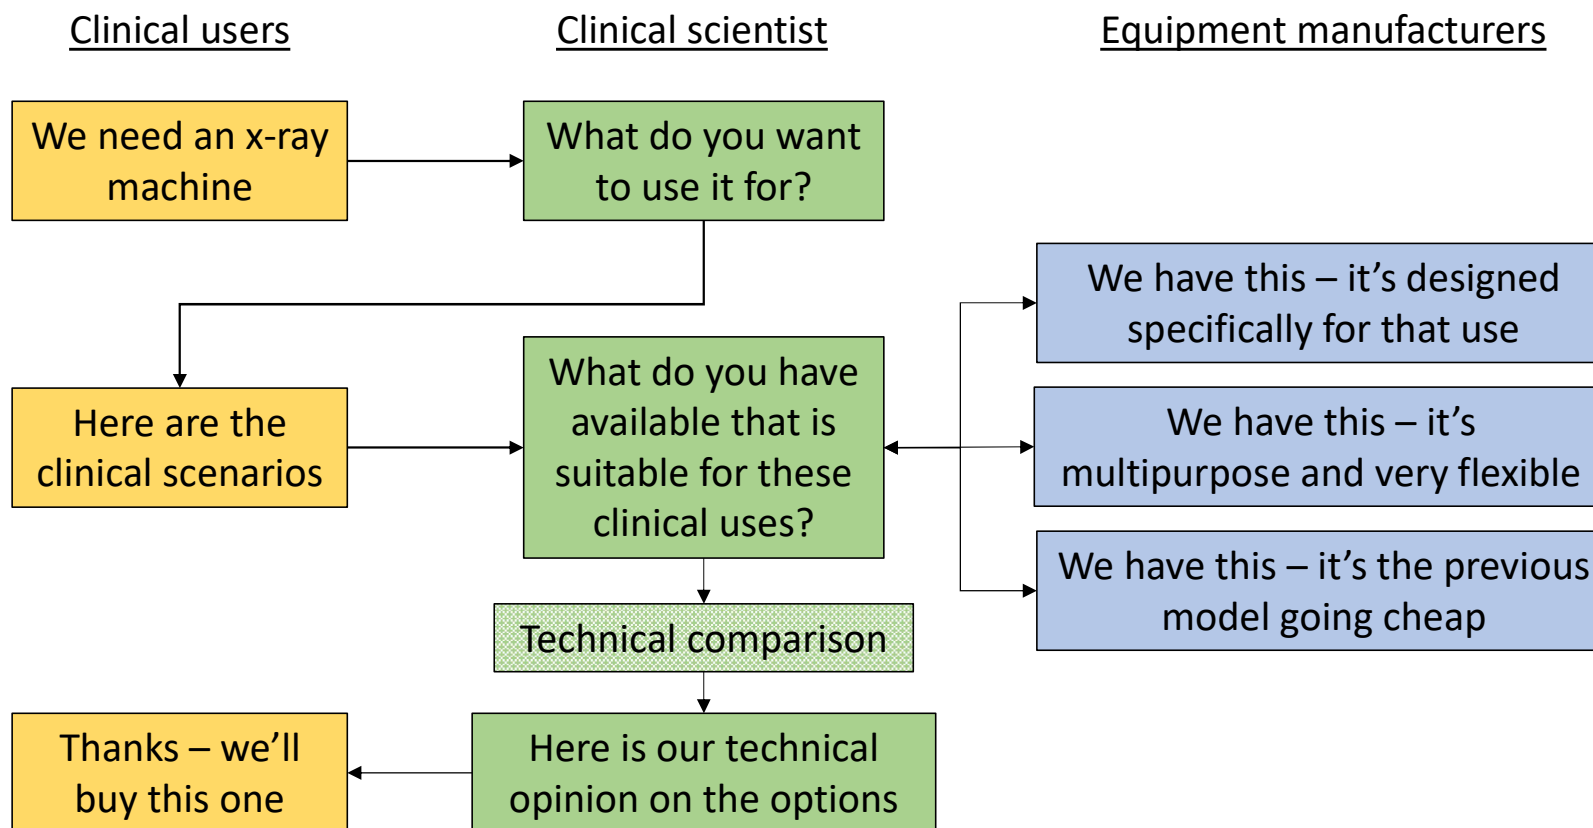 Clinical users
Clinical scientist
Equipment manufacturers
We need an x-ray
machine
What do you want
to use it for?
Here are the
clinical scenarios
What do you have
available that is
suitable for these
clinical uses?
We have this – it’s designed
specifically for that use
We have this – it’s
multipurpose and very flexible
We have this – it’s the previous
model going cheap
Technical comparison
Here is our technical
opinion on the options
Thanks – we’ll
buy this one